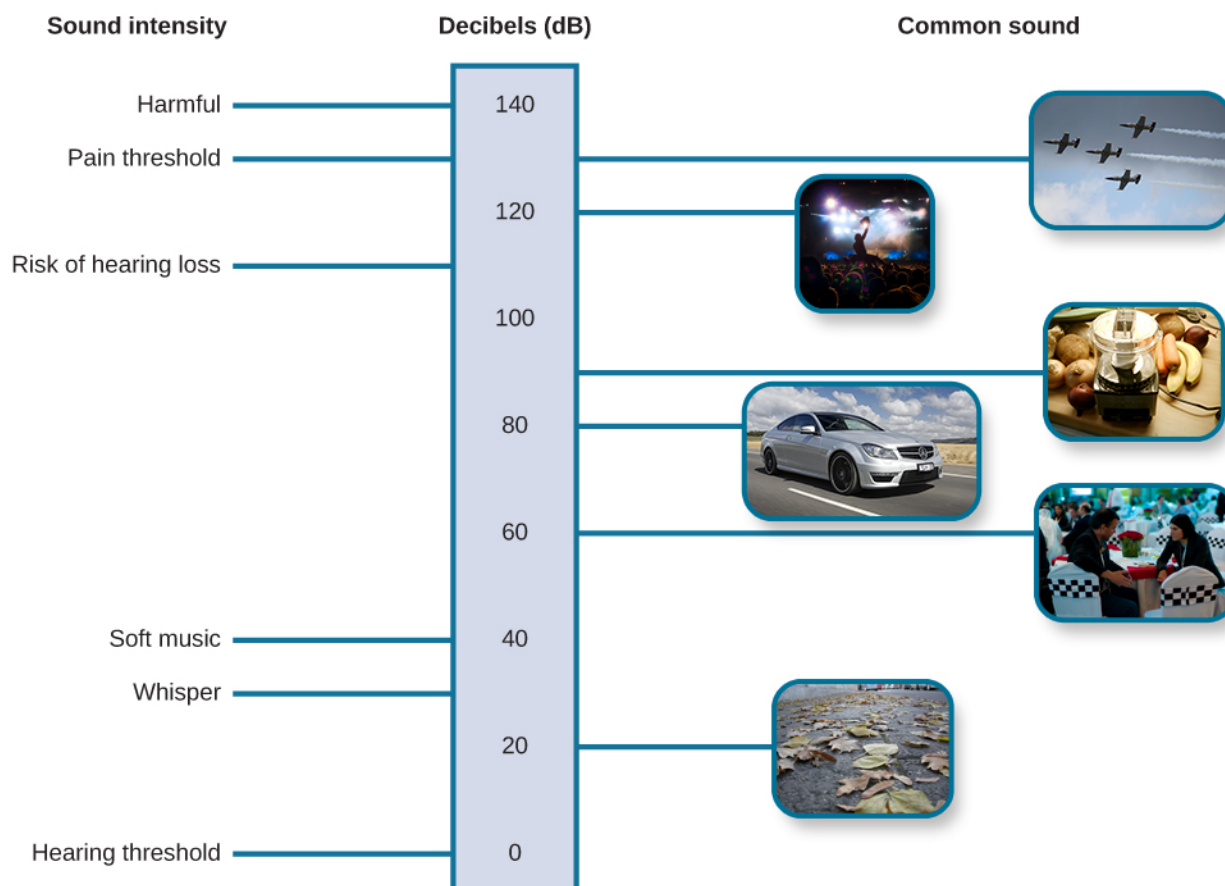 Sound intensity Decibels (dB) Common sound
Harmful 140
Pain threshold
120
Risk of hearing loss
100
80
60
Soft music 40
Whisper
20
Hearing threshold 0